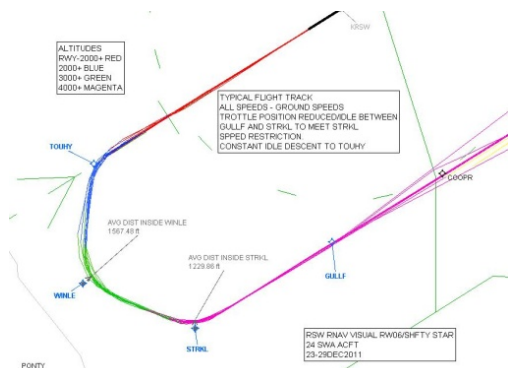 KRSW
ALTITUDES
RWY-2000+ RED
2000+ BLUE
3000+ GREEN
4000+ MAGENTA
TYPICAL FLIGHT TRACK
ALL SPEEDS - GROUND SPEEDS
TROTTLE POSITION REDUCED/IDLE BETWEEN
GULLF AND STRKL TO MEET STRKL
SPPED RESTRICTION.
CONSTANT IDLE DESCENT TO TOUHY
TOUHY
COOPR
AVG DIST INSIDE WINLE
1567.48 ft
AVG DIST INSIDE STRKL
1229.86 ft
GULLF
WINLE
STRKL
RSW RNAV VISUAL RW06/SHFTY STAR
24 SWA ACFT
23-29DEC2011
PONTY